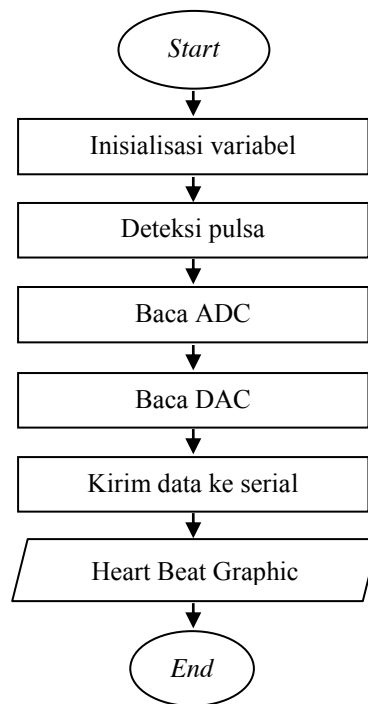 Start
Inisialisasi variabel
Deteksi pulsa
Baca ADC
Baca DAC
Kirim data ke serial
Heart Beat Graphic
End